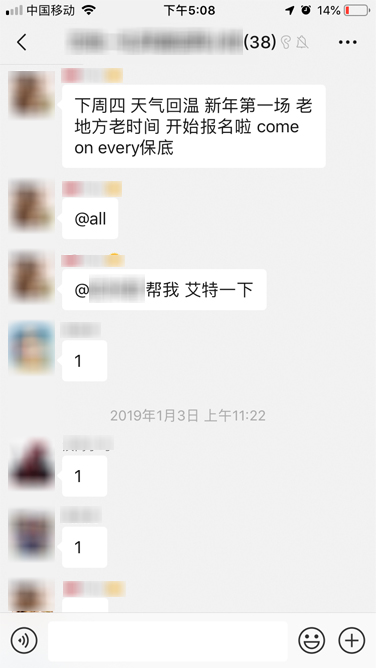 中国移动 下午5:08 14%
(38)
下周四 天气回温 新年第一场 老
地方老时间 开始报名啦 come
on every保底
@all
@ 帮我 艾特一下
1
2019年1月3日 上午11:22
1
1